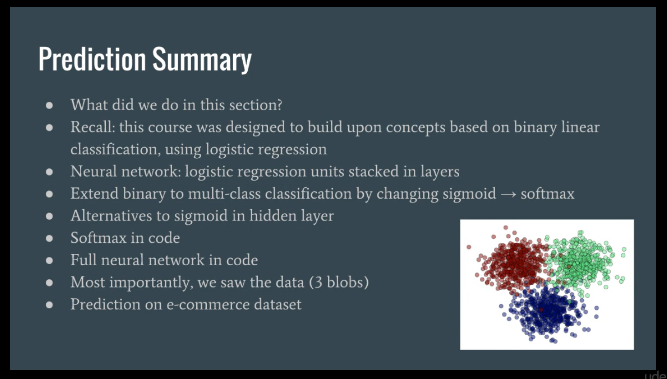 Prediction Summary
● What did we do in this section?
● Recall: this course was designed to build upon concepts based on binary linear
classification, using logistic regression
● Neural network: logistic regression units stacked in layers
● Extend binary to multi-class classification by changing sigmoid → softmax
● Alternatives to sigmoid in hidden layer
● Softmax in code
● Full neural network in code
● Most importantly, we saw the data (3 blobs)
● Prediction on e-commerce dataset